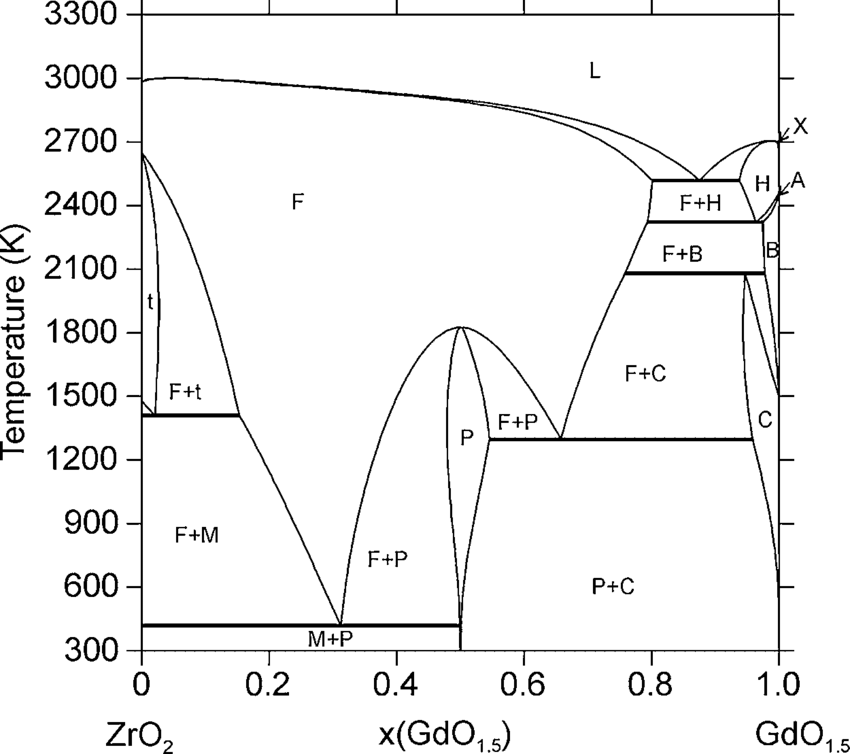 3300
L
3000
X
2700
A
H
F+H
2400
F
F+B
B
2100
t
1800
F+C
1500
F+t
F+P
C
P
1200
900
F+M
F+P
600
P+C
M+P
300
Temperature (K)
0 0.2 0.4 0.6 0.8 1.0
ZrO₂ x(GdO₁.₅) GdO₁.₅